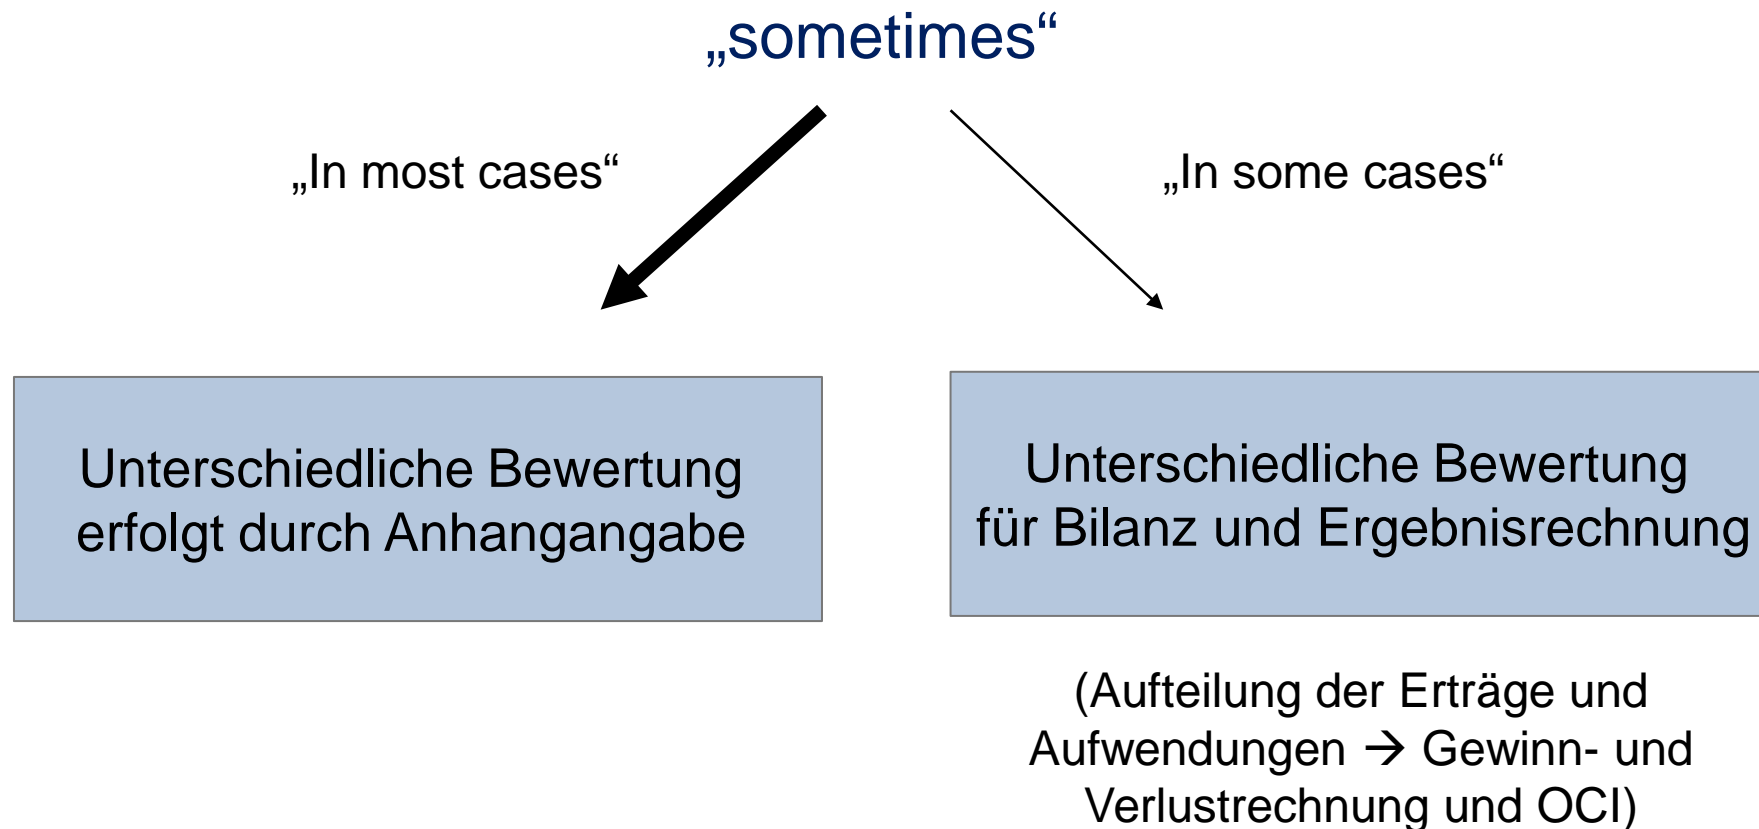 „sometimes“
„In most cases“
„In some cases“
Unterschiedliche Bewertung
erfolgt durch Anhangangabe
Unterschiedliche Bewertung
für Bilanz und Ergebnisrechnung
(Aufteilung der Erträge und
Aufwendungen → Gewinn- und
Verlustrechnung und OCI)